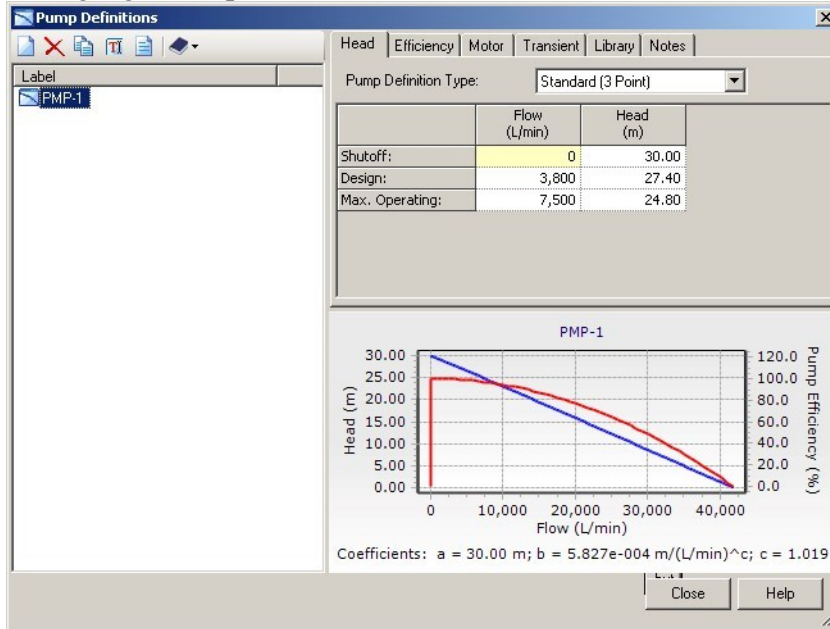 Pump Definitions
Label
PMP-1
Head Efficiency Motor Transient Library Notes
Pump Definition Type: Standard (3 Point)
Flow (L/min) Head (m)
Shutoff: 0 30.00
Design: 3,800 27.40
Max. Operating: 7,500 24.80
PMP-1
30.00 120.0
25.00 100.0
20.00 80.0
15.00 60.0
10.00 40.0
5.00 20.0
0.00 0.0
Head (m)
Pump Efficiency (%)
0 10,000 20,000 30,000 40,000
Flow (L/min)
Coefficients: a = 30.00 m; b = 5.827e-004 m/(L/min)^c; c = 1.019
Close Help